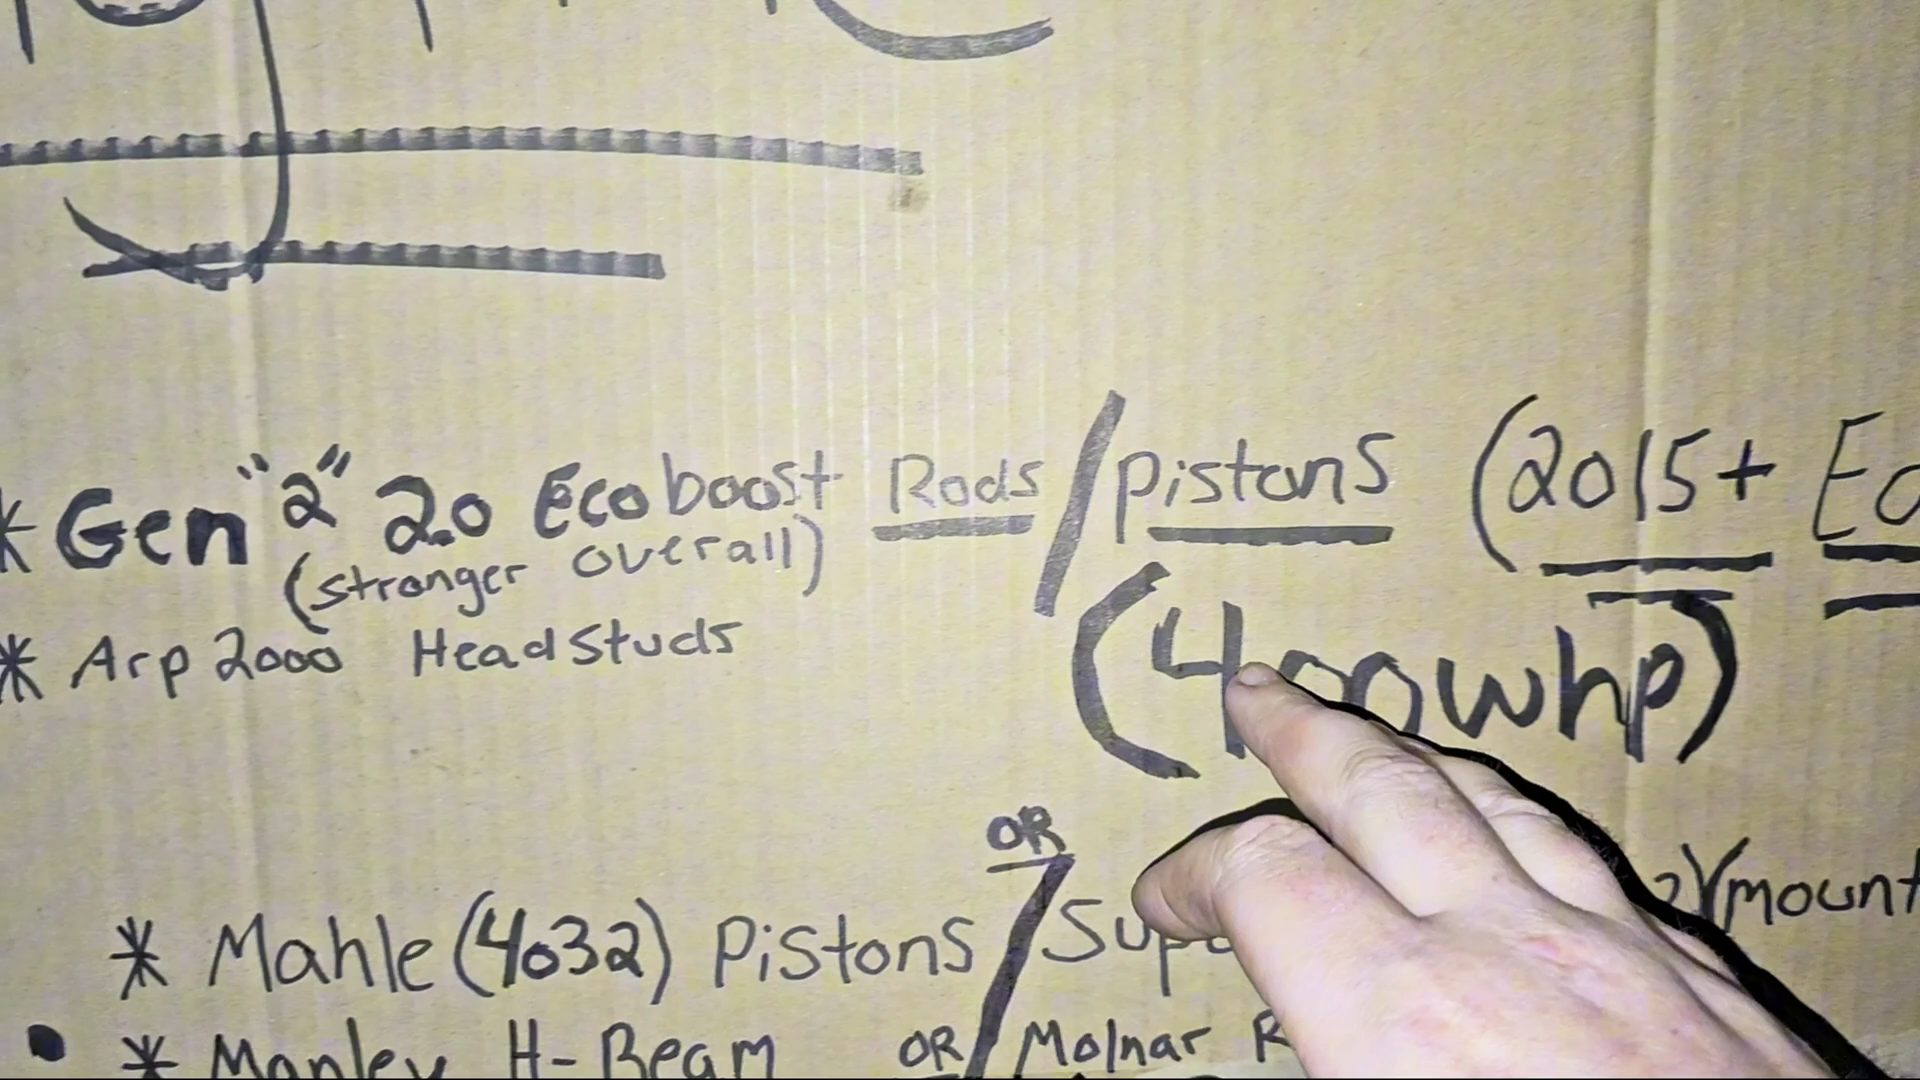 * Gen "2" 2.0 Ecoboost Rods / Pistons (2015+
(stronger overall)
(400whp)
* Arp 2000 Head Studs
OR
* Mahle (4032) Pistons / mount
* Manley H-Beam OR / Molnar